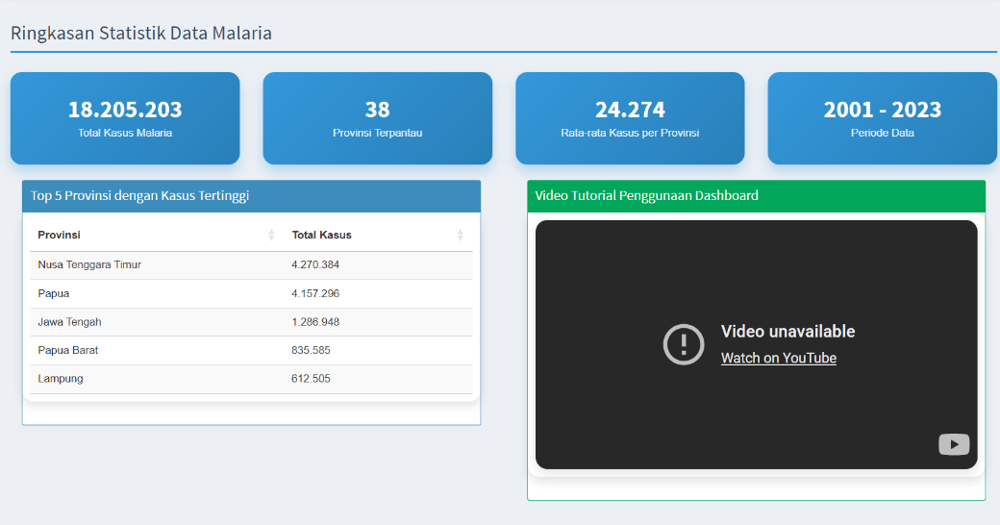 Ringkasan Statistik Data Malaria
18.205.203
Total Kasus Malaria
38
Provinsi Terpantau
24.274
Rata-rata Kasus per Provinsi
2001 - 2023
Periode Data
Top 5 Provinsi dengan Kasus Tertinggi
Provinsi Total Kasus
Nusa Tenggara Timur 4.270.384
Papua 4.157.296
Jawa Tengah 1.286.948
Papua Barat 835.585
Lampung 612.505
Video Tutorial Penggunaan Dashboard
Video unavailable
Watch on YouTube